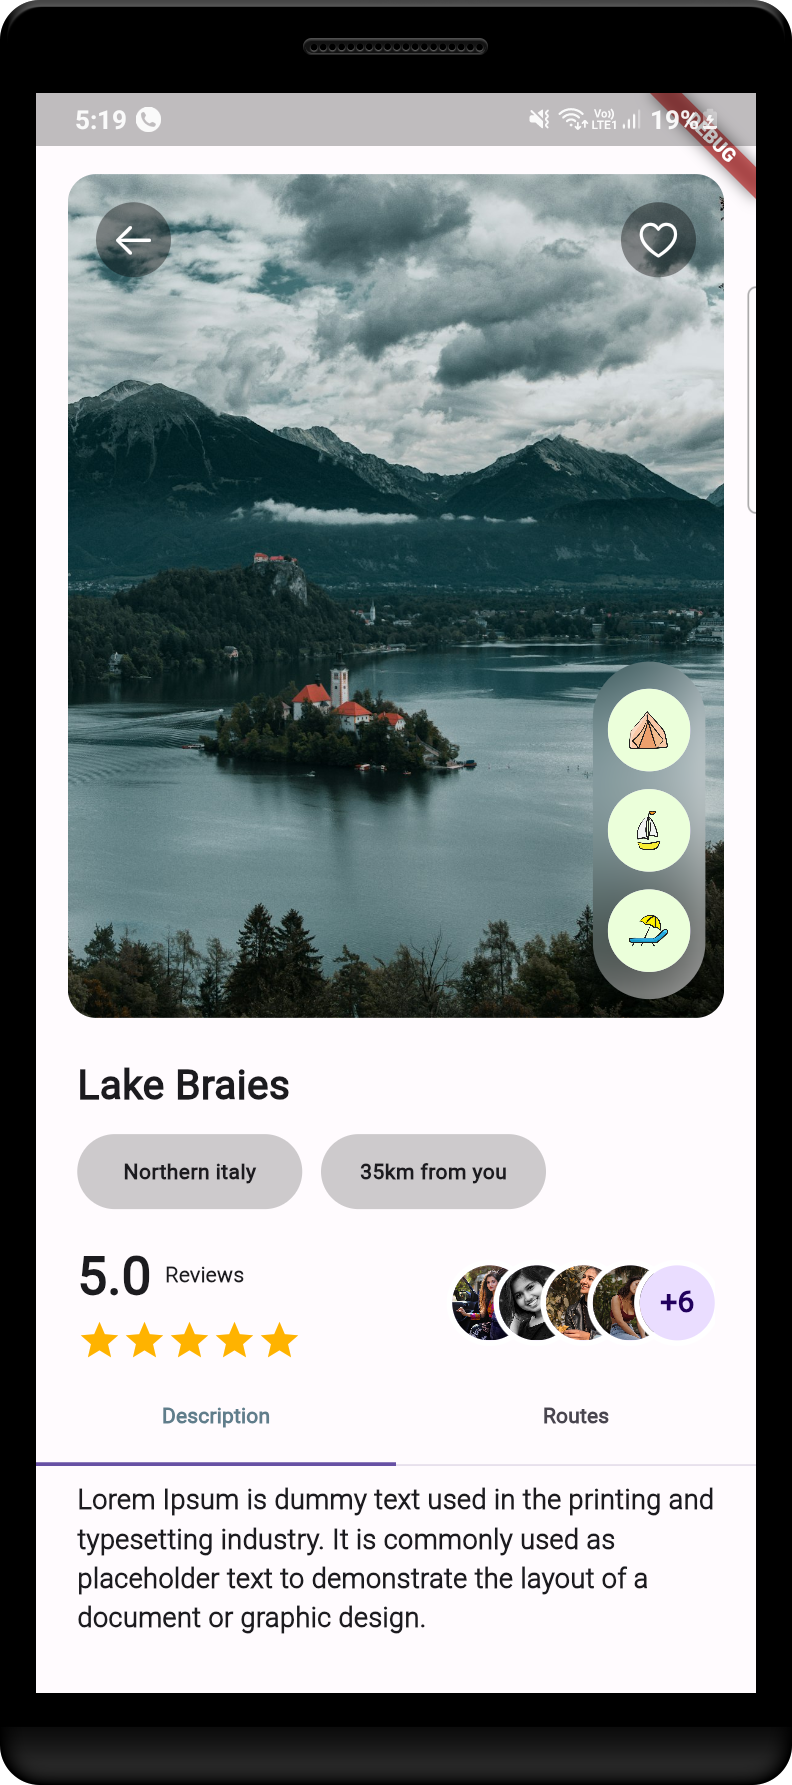 5:19
Vo)) LTE1
19%
DEBUG
Lake Braies
Northern italy
35km from you
5.0 Reviews
+6
Description
Routes
Lorem Ipsum is dummy text used in the printing and
typesetting industry. It is commonly used as
placeholder text to demonstrate the layout of a
document or graphic design.